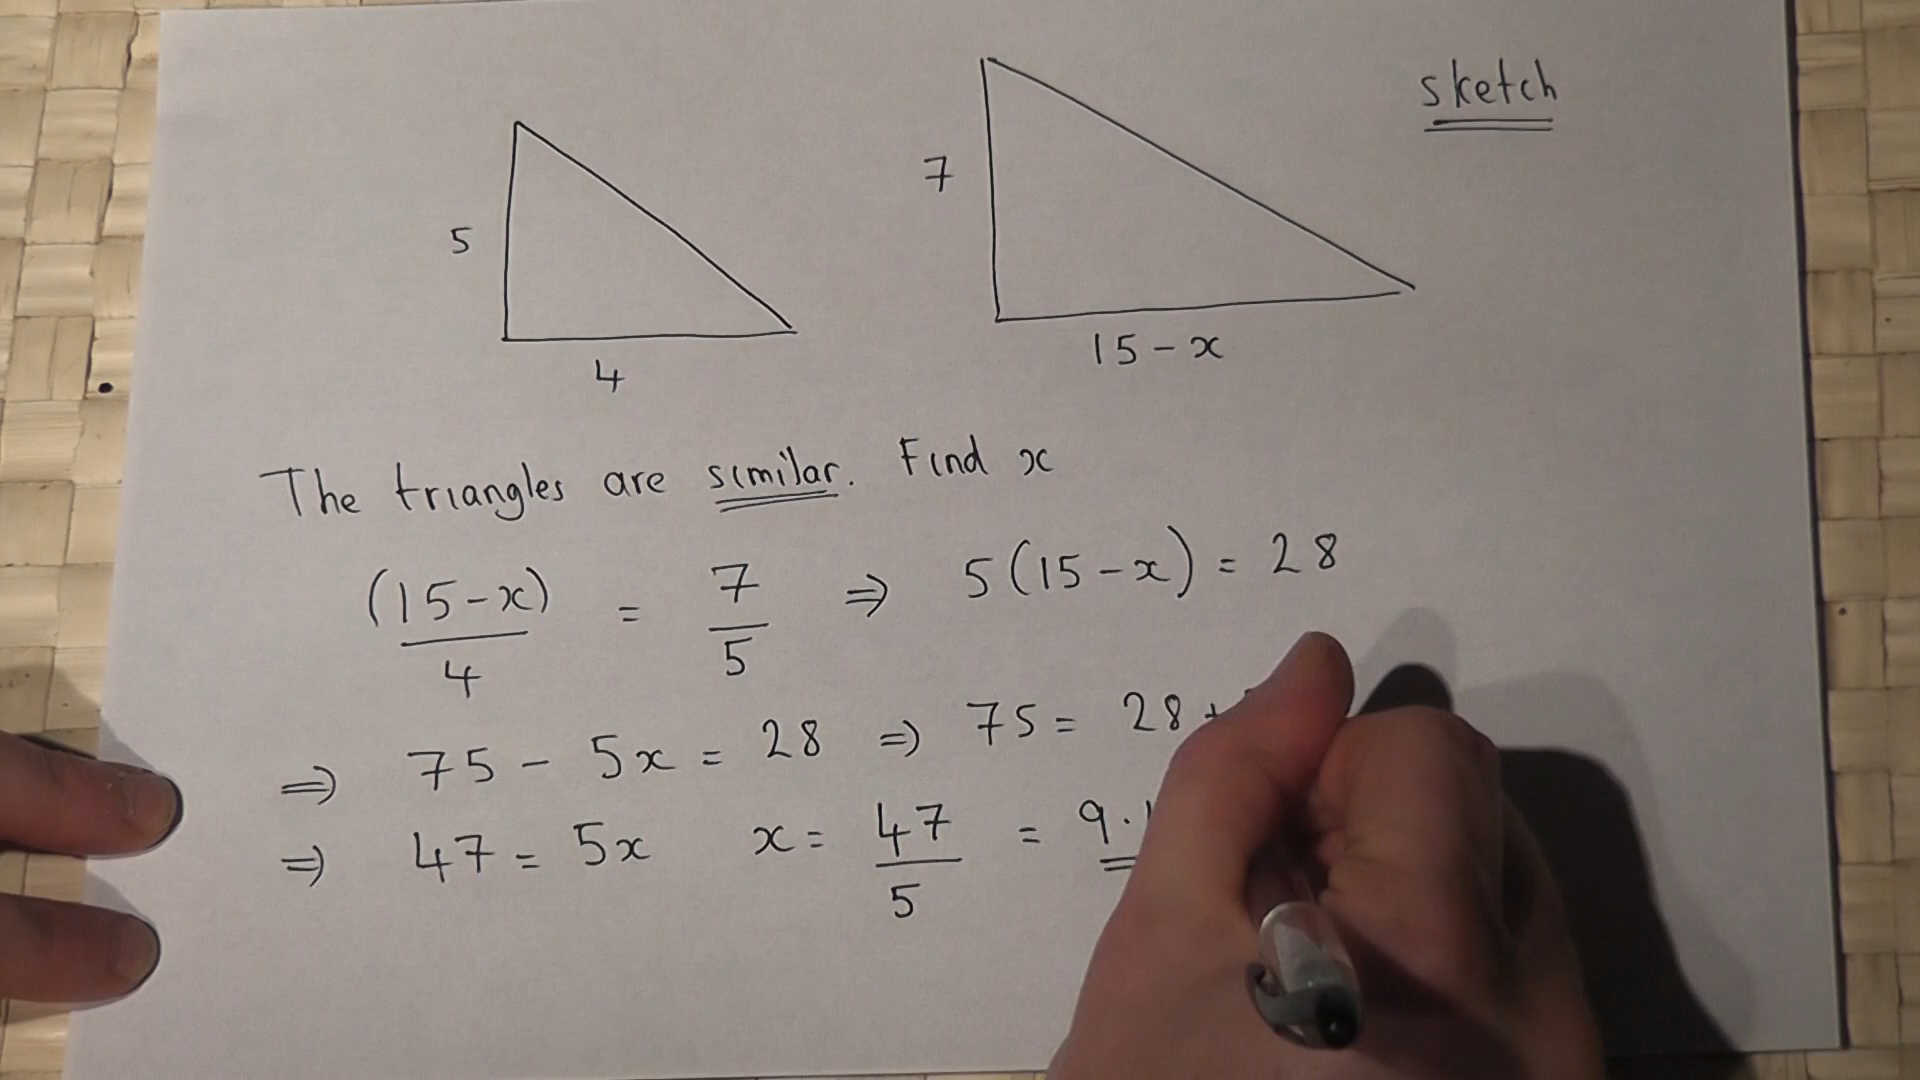 sketch
7
5
4
15 - x
The triangles are similar. Find x
(15-x)/4 = 7/5 ⇒ 5(15-x) = 28
⇒ 75 - 5x = 28 ⇒ 75 = 28 +
⇒ 47 = 5x x = 47/5 = 9.